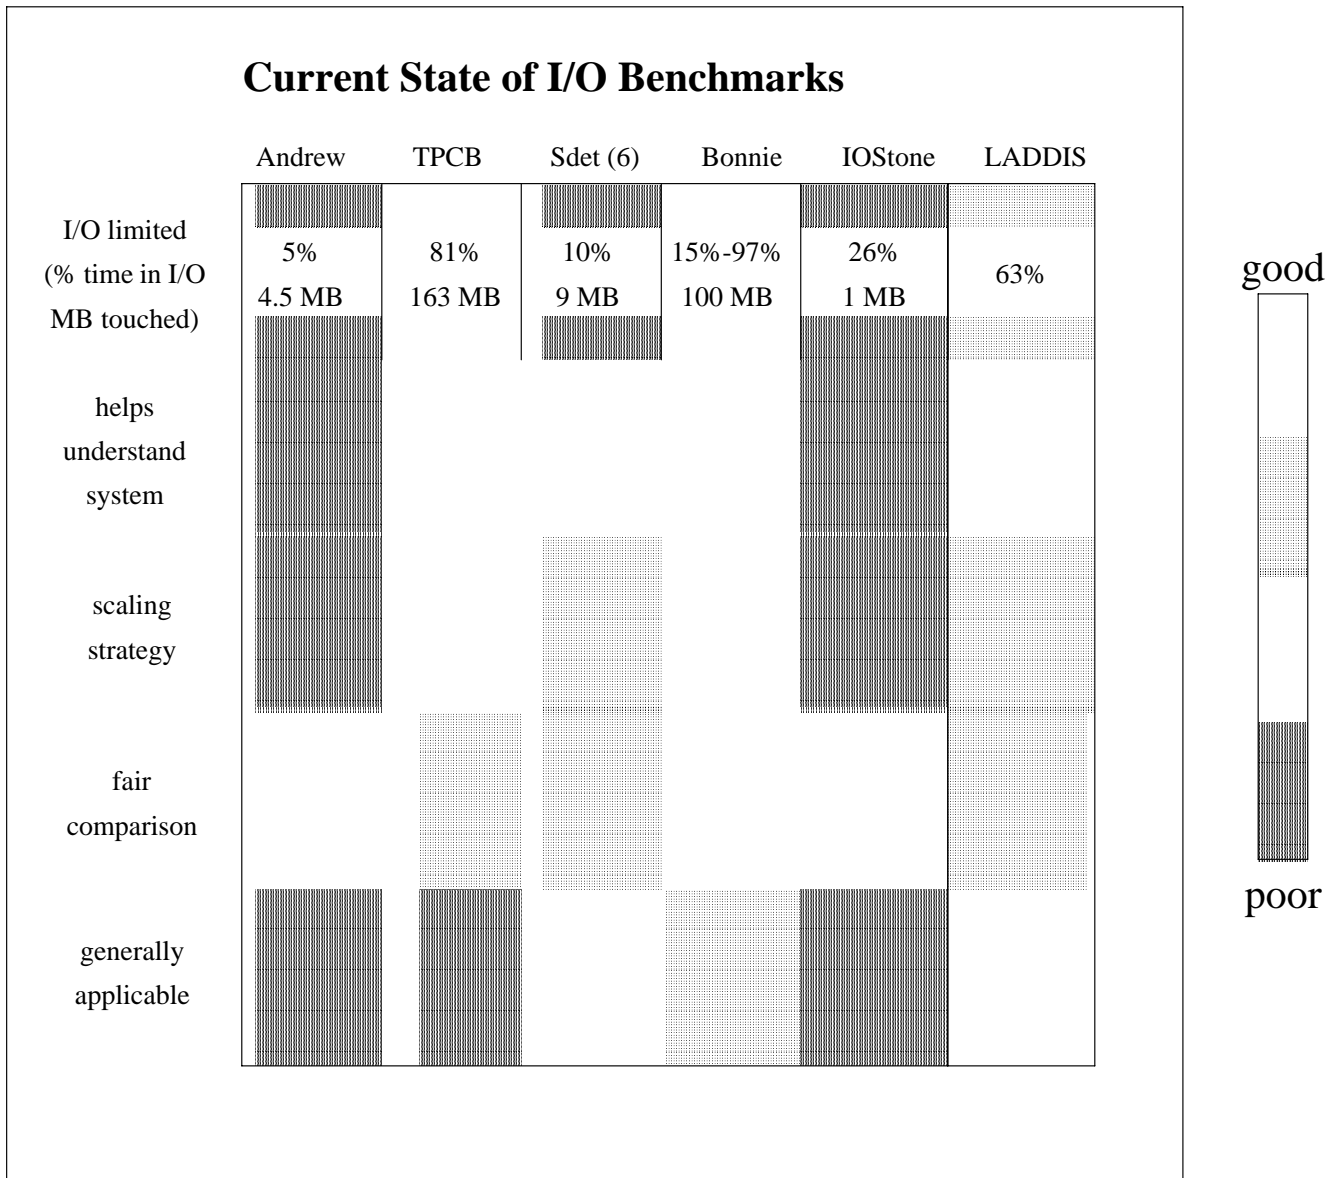 Current State of I/O Benchmarks
Andrew TPCB Sdet (6) Bonnie IOStone LADDIS
I/O limited
(% time in I/O
MB touched)
5% 81% 10% 15%-97% 26% 63%
4.5 MB 163 MB 9 MB 100 MB 1 MB
helps
understand
system
scaling
strategy
fair
comparison
generally
applicable
good
poor